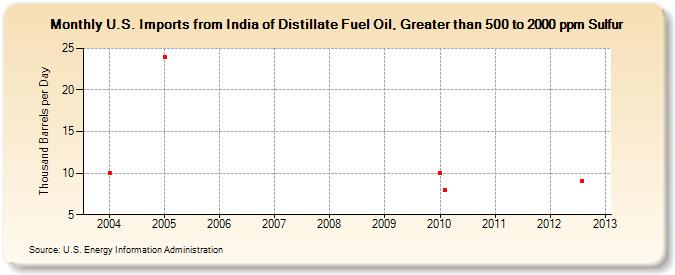 Monthly U.S. Imports from India of Distillate Fuel Oil, Greater than 500 to 2000 ppm Sulfur
Thousand Barrels per Day
25
20
15
10
5
2004 2005 2006 2007 2008 2009 2010 2011 2012 2013
Source: U.S. Energy Information Administration